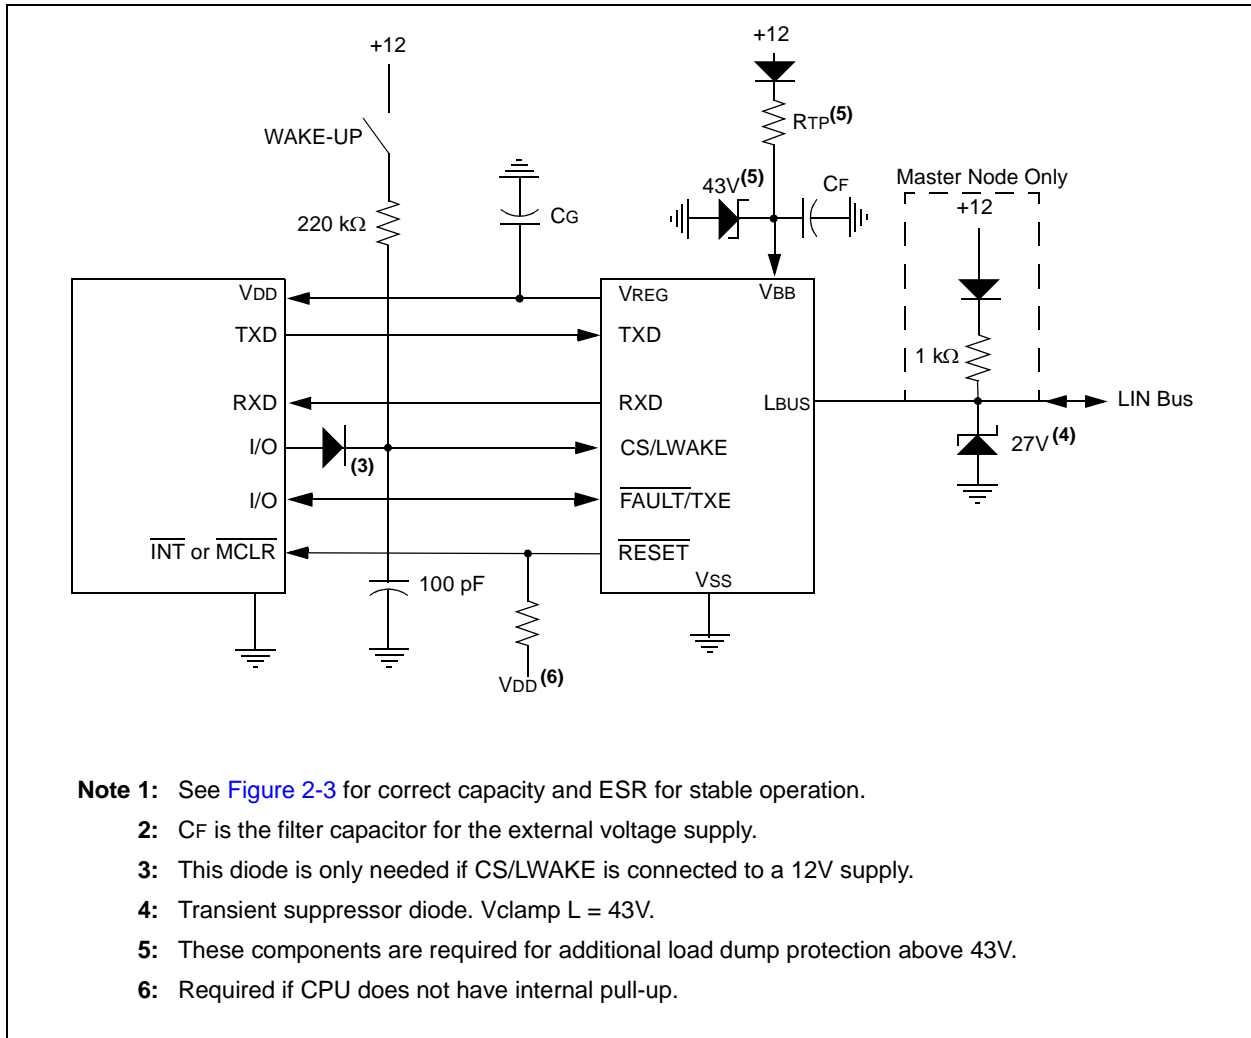 +12
+12
WAKE-UP
RTP(5)
43V(5)
CF
Master Node Only
+12
220 kΩ
CG
VDD
VREG
VBB
TXD
TXD
1 kΩ
RXD
RXD
LBUS
LIN Bus
I/O
(3)
CS/LWAKE
27V(4)
I/O
FAULT/TXE
INT or MCLR
RESET
VSS
100 pF
VDD(6)
Note 1: See Figure 2-3 for correct capacity and ESR for stable operation.
2: CF is the filter capacitor for the external voltage supply.
3: This diode is only needed if CS/LWAKE is connected to a 12V supply.
4: Transient suppressor diode. Vclamp L = 43V.
5: These components are required for additional load dump protection above 43V.
6: Required if CPU does not have internal pull-up.